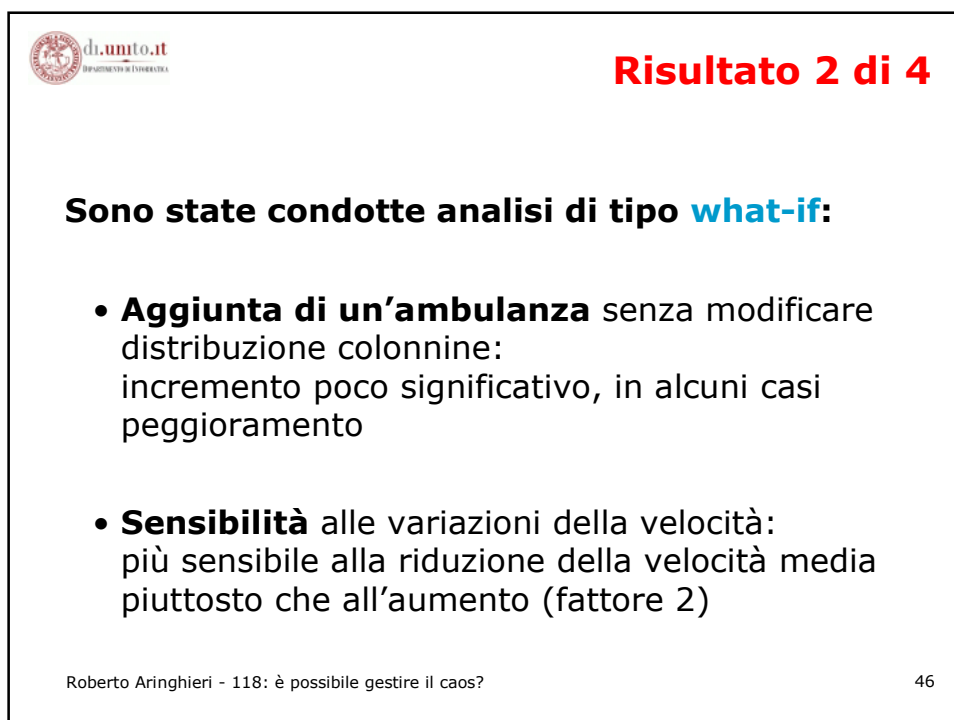 di.unito.it
DIPARTIMENTO DI INFORMATICA
Risultato 2 di 4
Sono state condotte analisi di tipo what-if:
• Aggiunta di un’ambulanza senza modificare
distribuzione colonnine:
incremento poco significativo, in alcuni casi
peggioramento
• Sensibilità alle variazioni della velocità:
più sensibile alla riduzione della velocità media
piuttosto che all’aumento (fattore 2)
Roberto Aringhieri - 118: è possibile gestire il caos?
46